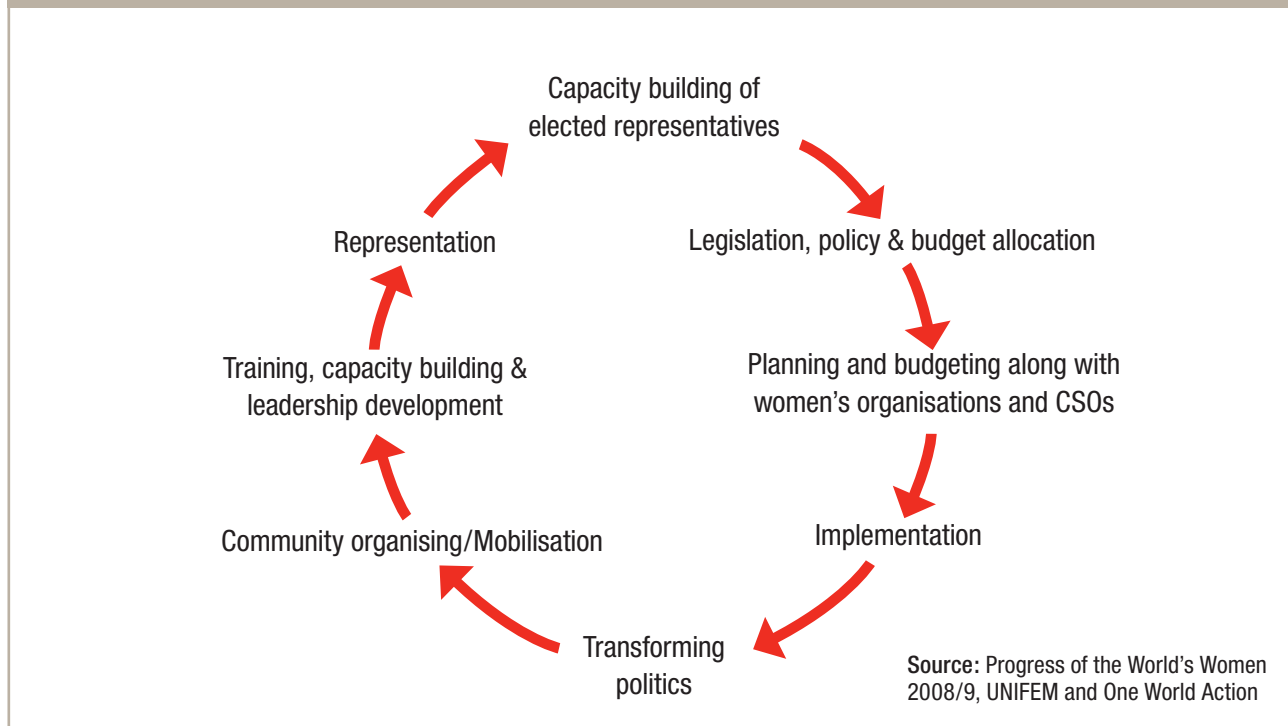 Capacity building of
elected representatives
Legislation, policy & budget allocation
Planning and budgeting along with
women’s organisations and CSOs
Implementation
Transforming
politics
Community organising/Mobilisation
Training, capacity building &
leadership development
Representation
Source: Progress of the World’s Women
2008/9, UNIFEM and One World Action